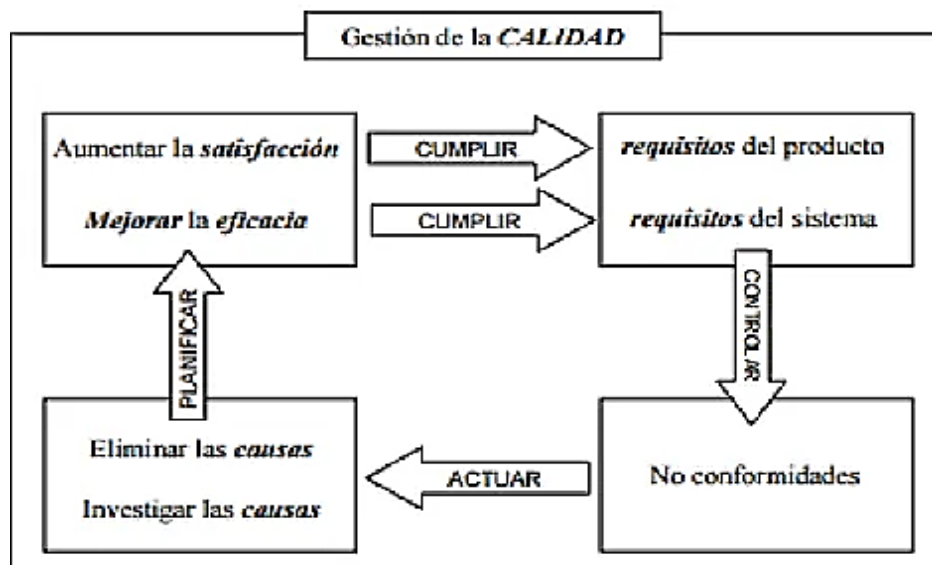 Gestión de la CALIDAD
Aumentar la satisfacción
Mejorar la eficacia
CUMPLIR
CUMPLIR
requisitos del producto
requisitos del sistema
CONTROLAR
No conformidades
ACTUAR
Eliminar las causas
Investigar las causas
PLANIFICAR